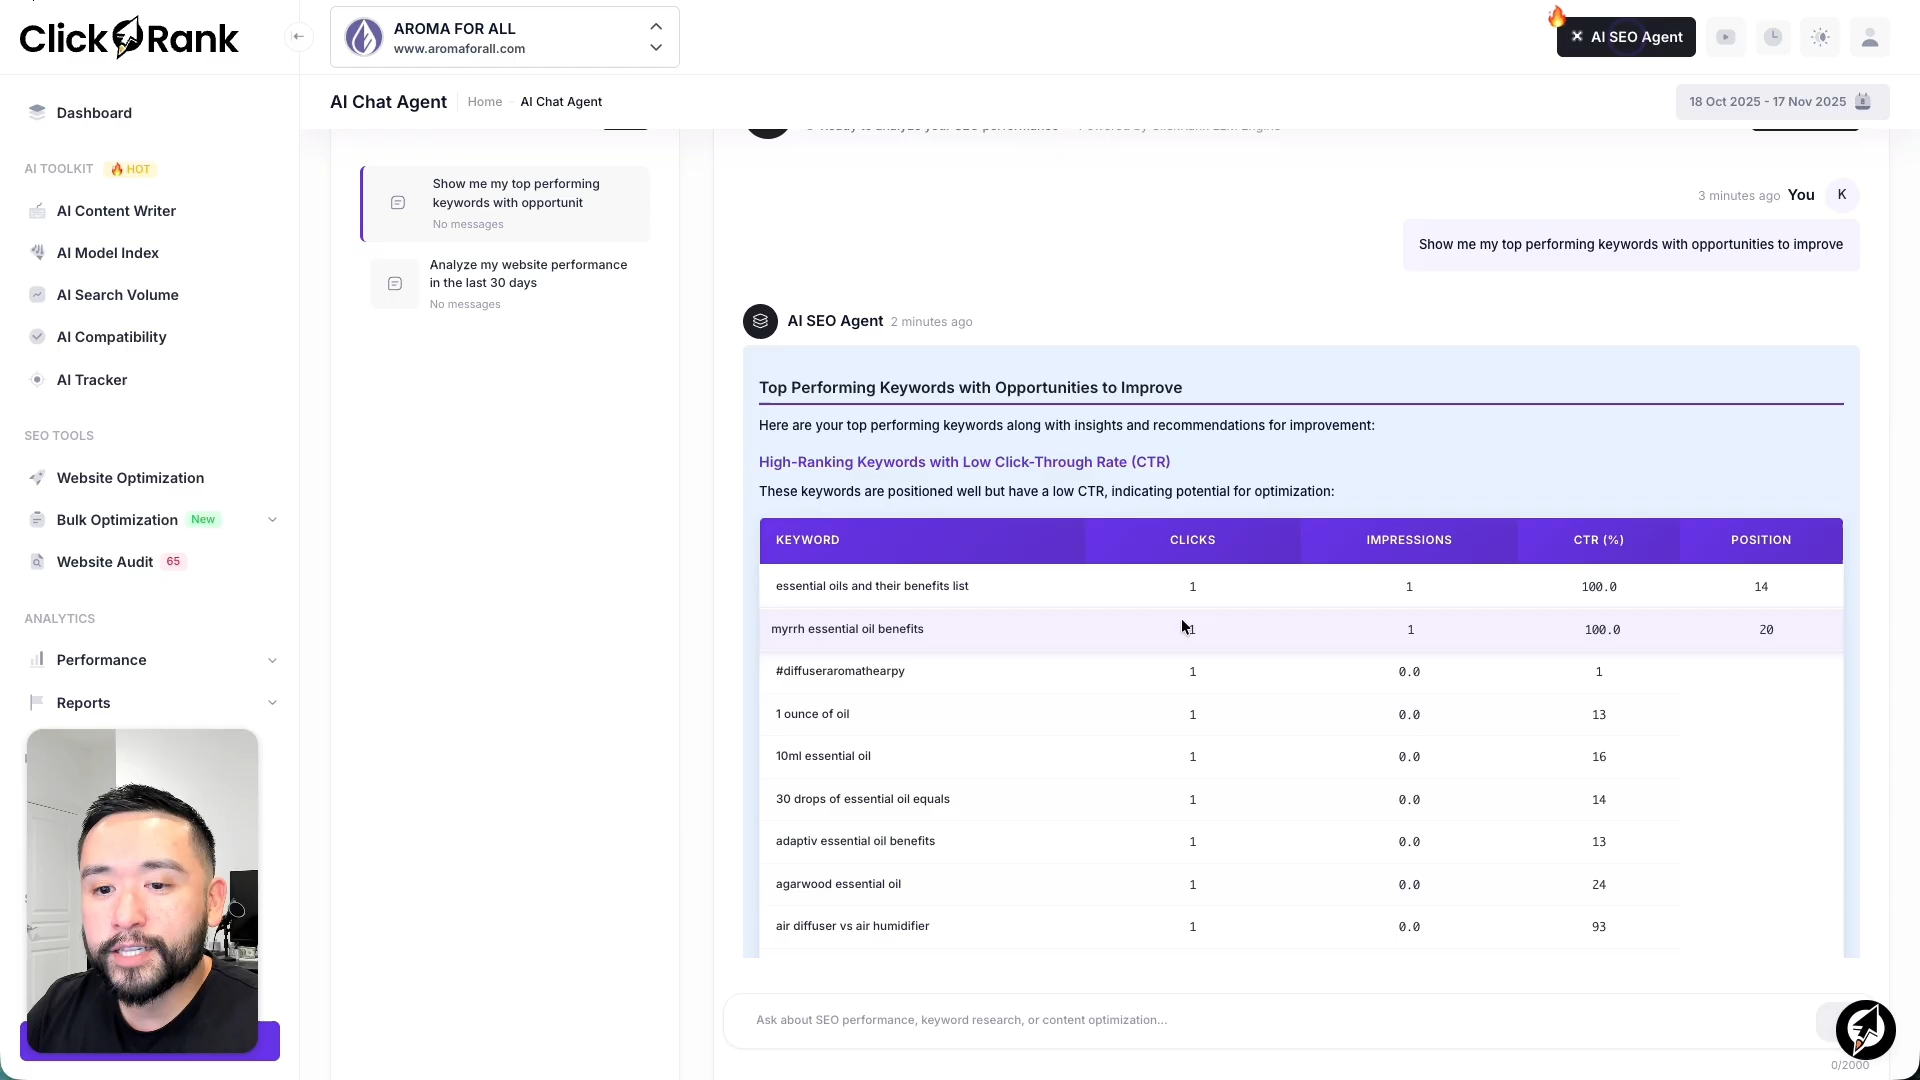 ClickRank
AROMA FOR ALL
www.aromaforall.com
AI SEO Agent
AI Chat Agent
Home
AI Chat Agent
18 Oct 2025 - 17 Nov 2025
Dashboard
AI TOOLKIT
HOT
AI Content Writer
AI Model Index
AI Search Volume
AI Compatibility
AI Tracker
SEO TOOLS
Website Optimization
Bulk Optimization New
Website Audit 65
ANALYTICS
Performance
Reports
Show me my top performing
keywords with opportunit
No messages
Analyze my website performance
in the last 30 days
No messages
3 minutes ago You K
Show me my top performing keywords with opportunities to improve
AI SEO Agent 2 minutes ago
Top Performing Keywords with Opportunities to Improve
Here are your top performing keywords along with insights and recommendations for improvement:
High-Ranking Keywords with Low Click-Through Rate (CTR)
These keywords are positioned well but have a low CTR, indicating potential for optimization:
KEYWORD CLICKS IMPRESSIONS CTR (%) POSITION
essential oils and their benefits list 1 1 100.0 14
myrrh essential oil benefits 1 1 100.0 20
#diffuseraromathearpy 1 0.0 1
1 ounce of oil 1 0.0 13
10ml essential oil 1 0.0 16
30 drops of essential oil equals 1 0.0 14
adaptiv essential oil benefits 1 0.0 13
agarwood essential oil 1 0.0 24
air diffuser vs air humidifier 1 0.0 93
Ask about SEO performance, keyword research, or content optimization...
0/2000